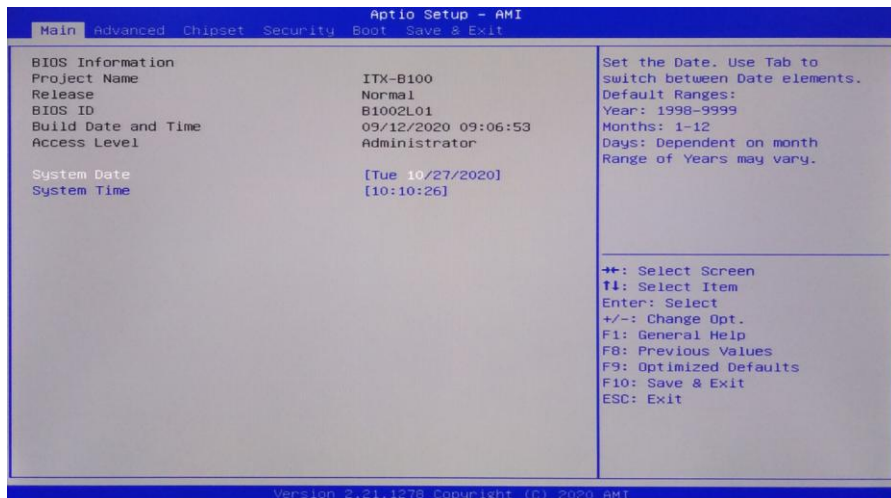 Aptio Setup - AMI
Main Advanced Chipset Security Boot Save & Exit
BIOS Information
Project Name ITX-B100
Release Normal
BIOS ID B1002L01
Build Date and Time 09/12/2020 09:06:53
Access Level Administrator
System Date [Tue 10/27/2020]
System Time [10:10:26]
Set the Date. Use Tab to
switch between Date elements.
Default Ranges:
Year: 1998-9999
Months: 1-12
Days: Dependent on month
Range of Years may vary.
→←: Select Screen
↑↓: Select Item
Enter: Select
+/-: Change Opt.
F1: General Help
F8: Previous Values
F9: Optimized Defaults
F10: Save & Exit
ESC: Exit
Version 2.21.1278 Copyright (C) 2020 AMI